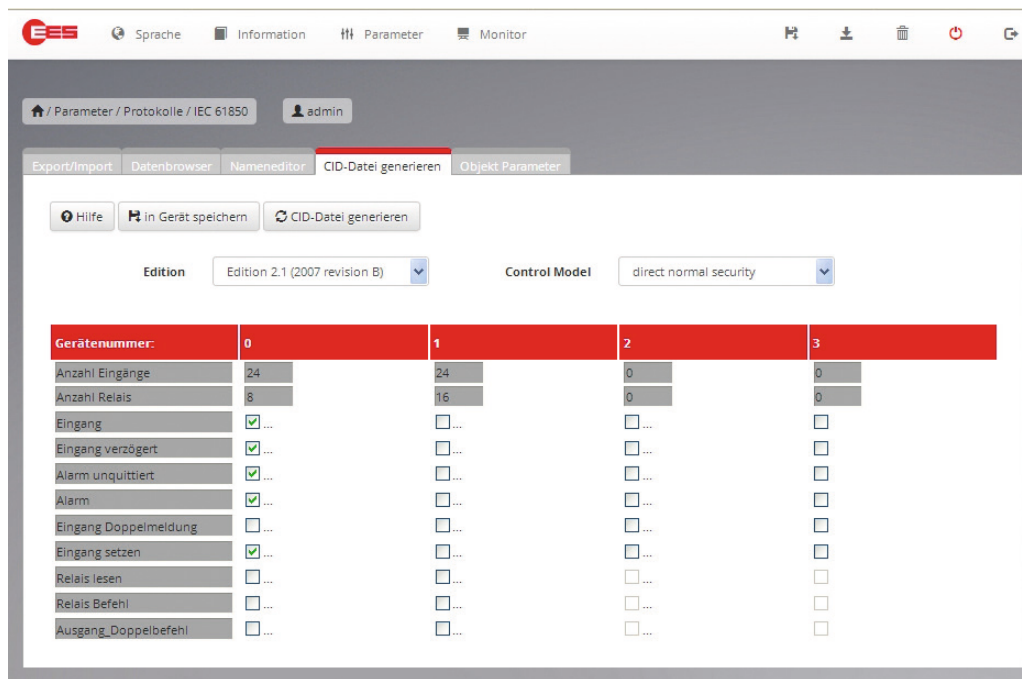 EES Sprache Information Parameter Monitor
/ Parameter / Protokolle / IEC 61850 admin
Export/Import Datenbrowser Nameneditor CID-Datei generieren Objekt Parameter
Hilfe in Gerät speichern CID-Datei generieren
Edition Edition 2.1 (2007 revision B) Control Model direct normal security
Gerätenummer: 0 1 2 3
Anzahl Eingänge 24 24 0 0
Anzahl Relais 8 16 0 0
Eingang ... ... ...
Eingang verzögert ... ... ...
Alarm unquittiert ... ... ...
Alarm ... ... ...
Eingang Doppelmeldung ... ... ...
Eingang setzen ... ... ...
Relais lesen ... ... ...
Relais Befehl ... ... ...
Ausgang_Doppelbefehl ... ... ...